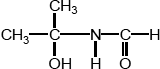 CH₃
CH₃—C—N—C—H
OH H O